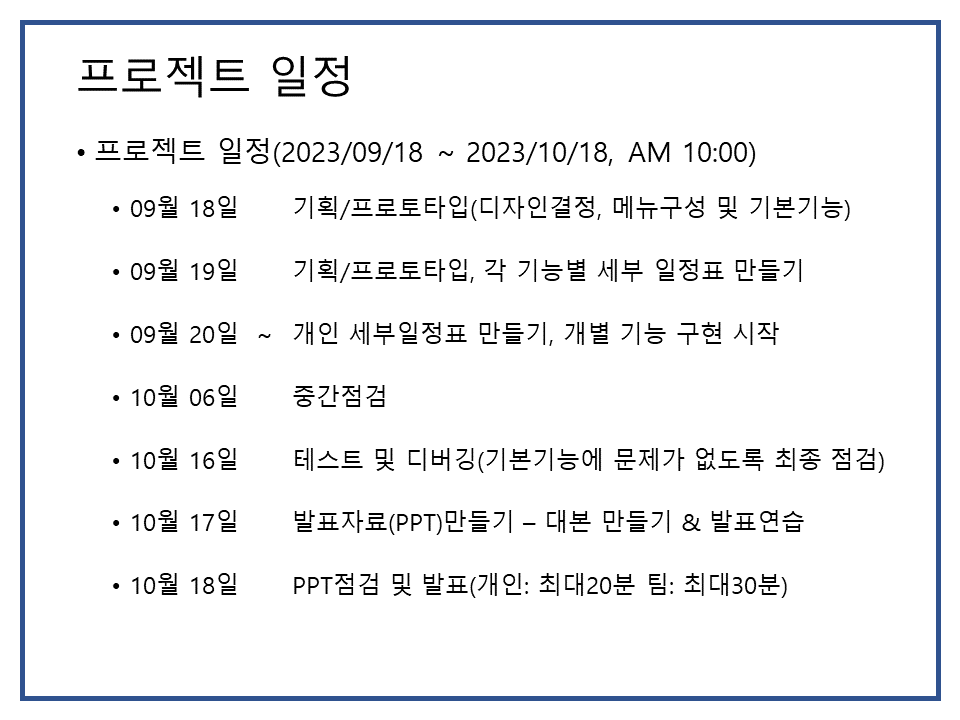 프로젝트 일정
• 프로젝트 일정(2023/09/18 ~ 2023/10/18, AM 10:00)
• 09월 18일 기획/프로토타입(디자인결정, 메뉴구성 및 기본기능)
• 09월 19일 기획/프로토타입, 각 기능별 세부 일정표 만들기
• 09월 20일 ~ 개인 세부일정표 만들기, 개별 기능 구현 시작
• 10월 06일 중간점검
• 10월 16일 테스트 및 디버깅(기본기능에 문제가 없도록 최종 점검)
• 10월 17일 발표자료(PPT)만들기 – 대본 만들기 & 발표연습
• 10월 18일 PPT점검 및 발표(개인: 최대20분 팀: 최대30분)